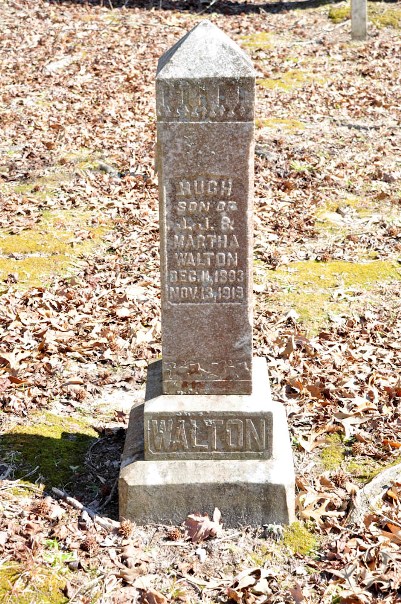 HUGH
SON OF
L. J. &
MARTHA
WALTON
DEC. 11, 1903
NOV. 13, 1919
WALTON